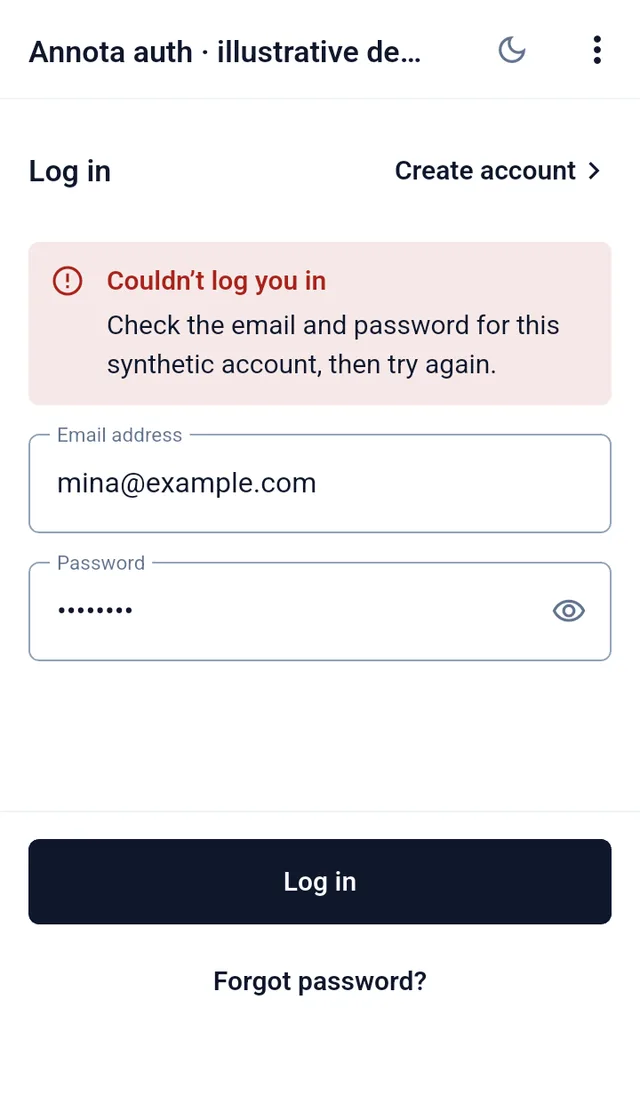 Annota auth · illustrative de…
Log in
Create account
Couldn’t log you in
Check the email and password for this
synthetic account, then try again.
Email address
mina@example.com
Password
••••••••
Log in
Forgot password?